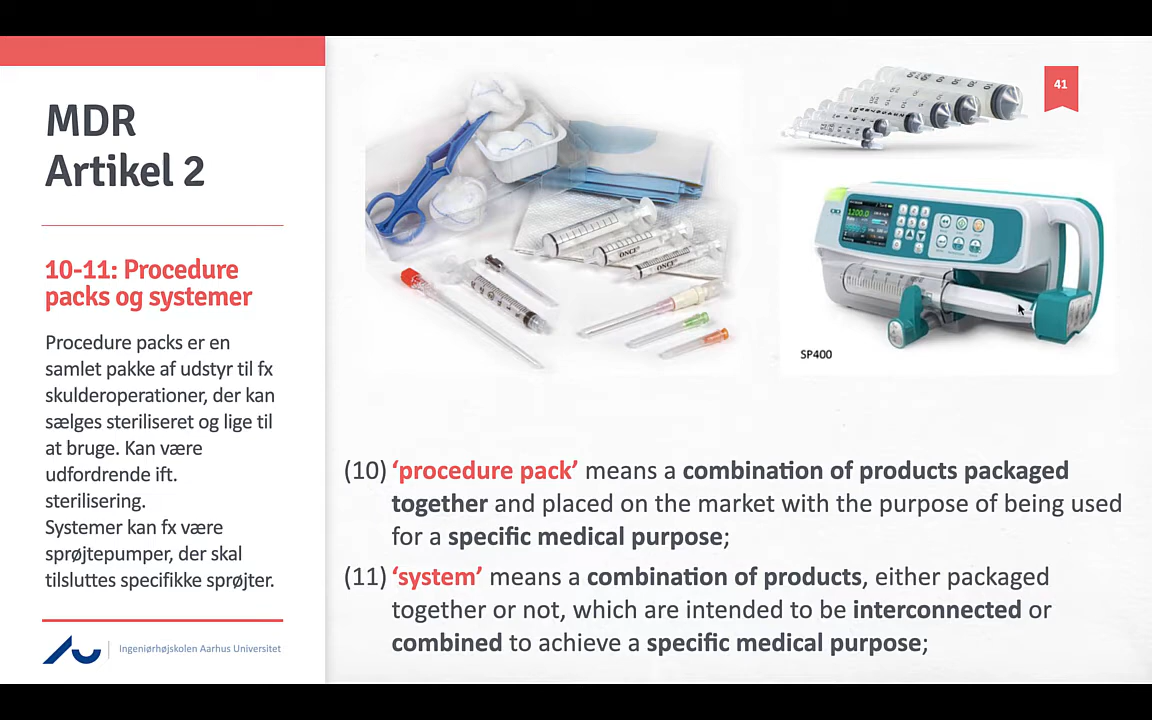 MDR
Artikel 2
10-11: Procedure
packs og systemer
Procedure packs er en
samlet pakke af udstyr til fx
skulderoperationer, der kan
sælges steriliseret og lige til
at bruge. Kan være
udfordrende ift.
sterilisering.
Systemer kan fx være
sprøjtepumper, der skal
tilsluttes specifikke sprøjter.
Ingeniørhøjskolen Aarhus Universitet
41
ONCE
1200.0
SP400
(10) ‘procedure pack’ means a combination of products packaged
together and placed on the market with the purpose of being used
for a specific medical purpose;
(11) ‘system’ means a combination of products, either packaged
together or not, which are intended to be interconnected or
combined to achieve a specific medical purpose;